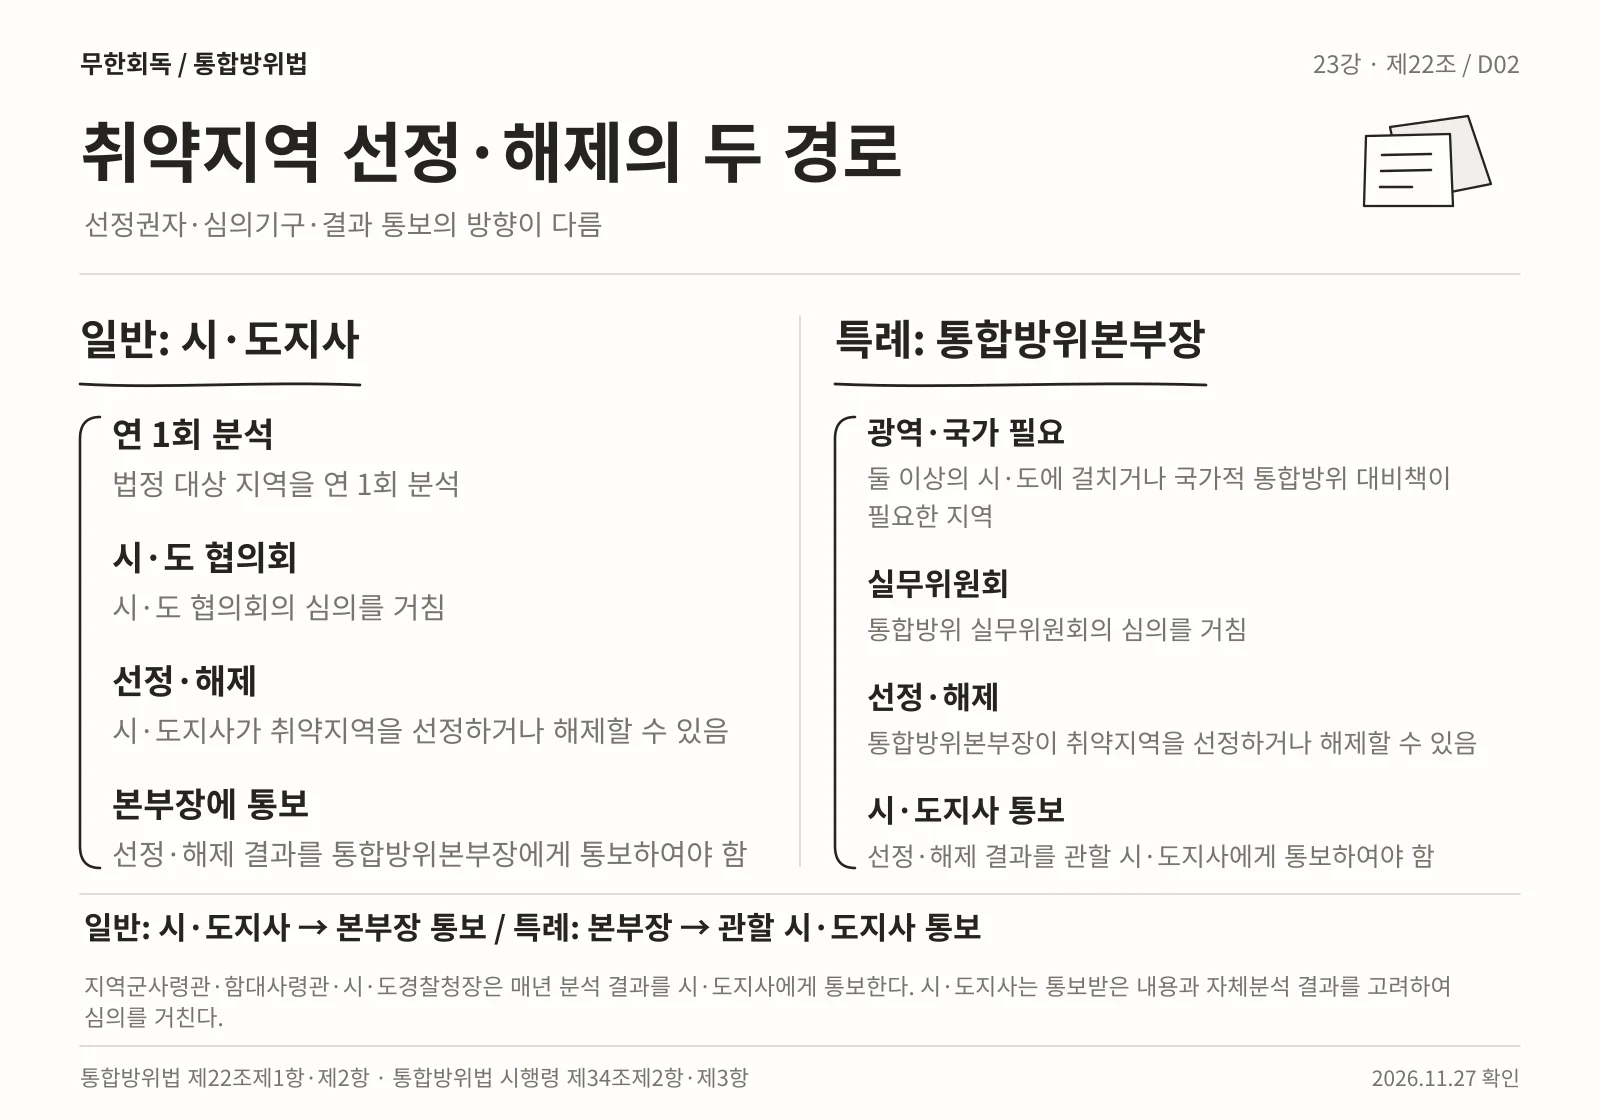 무한회독 / 통합방위법
23강 · 제22조 / D02
취약지역 선정·해제의 두 경로
선정권자·심의기구·결과 통보의 방향이 다름
일반: 시·도지사
연 1회 분석
법정 대상 지역을 연 1회 분석
시·도 협의회
시·도 협의회의 심의를 거침
선정·해제
시·도지사가 취약지역을 선정하거나 해제할 수 있음
본부장에 통보
선정·해제 결과를 통합방위본부장에게 통보하여야 함
특례: 통합방위본부장
광역·국가 필요
둘 이상의 시·도에 걸치거나 국가적 통합방위 대비책이
필요한 지역
실무위원회
통합방위 실무위원회의 심의를 거침
선정·해제
통합방위본부장이 취약지역을 선정하거나 해제할 수 있음
시·도지사 통보
선정·해제 결과를 관할 시·도지사에게 통보하여야 함
일반: 시·도지사 → 본부장 통보 / 특례: 본부장 → 관할 시·도지사 통보
지역군사령관·함대사령관·시·도경찰청장은 매년 분석 결과를 시·도지사에게 통보한다. 시·도지사는 통보받은 내용과 자체분석 결과를 고려하여
심의를 거친다.
통합방위법 제22조제1항·제2항 · 통합방위법 시행령 제34조제2항·제3항
2026.11.27 확인